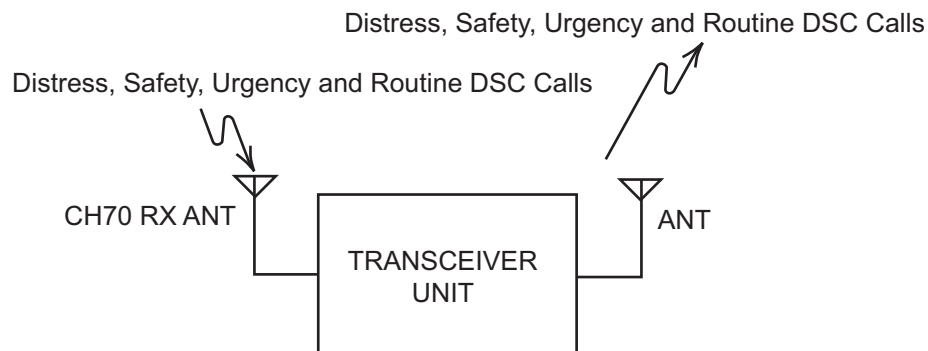 Distress, Safety, Urgency and Routine DSC Calls
Distress, Safety, Urgency and Routine DSC Calls
CH70 RX ANT
ANT
TRANSCEIVER
UNIT